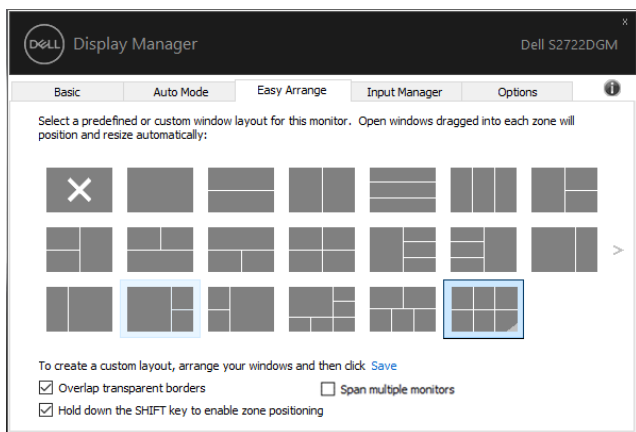 x
DELL Display Manager Dell S2722DGM
Basic Auto Mode Easy Arrange Input Manager Options
Select a predefined or custom window layout for this monitor. Open windows dragged into each zone will
position and resize automatically:
To create a custom layout, arrange your windows and then click Save
Overlap transparent borders Span multiple monitors
Hold down the SHIFT key to enable zone positioning